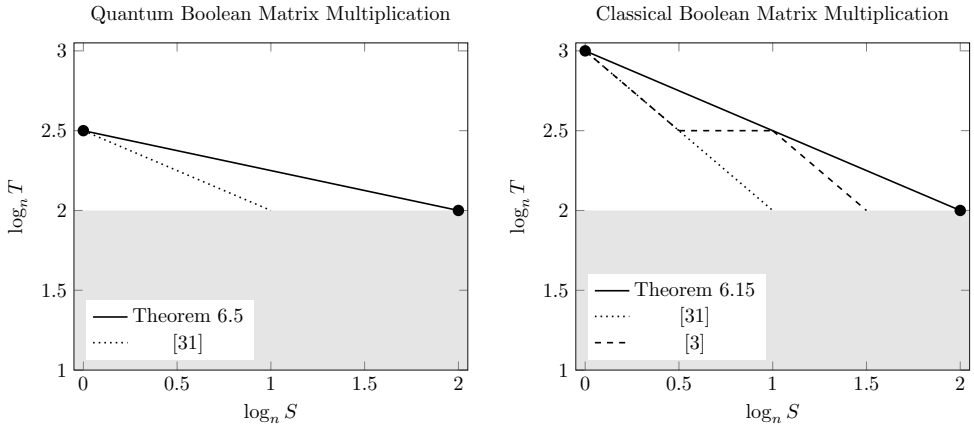 Quantum Boolean Matrix Multiplication
3
2.5
2
1.5
1
log_n T
0
0.5
1
1.5
2
log_n S
Theorem 6.5
[31]
Classical Boolean Matrix Multiplication
3
2.5
2
1.5
1
log_n T
0
0.5
1
1.5
2
log_n S
Theorem 6.15
[31]
[3]